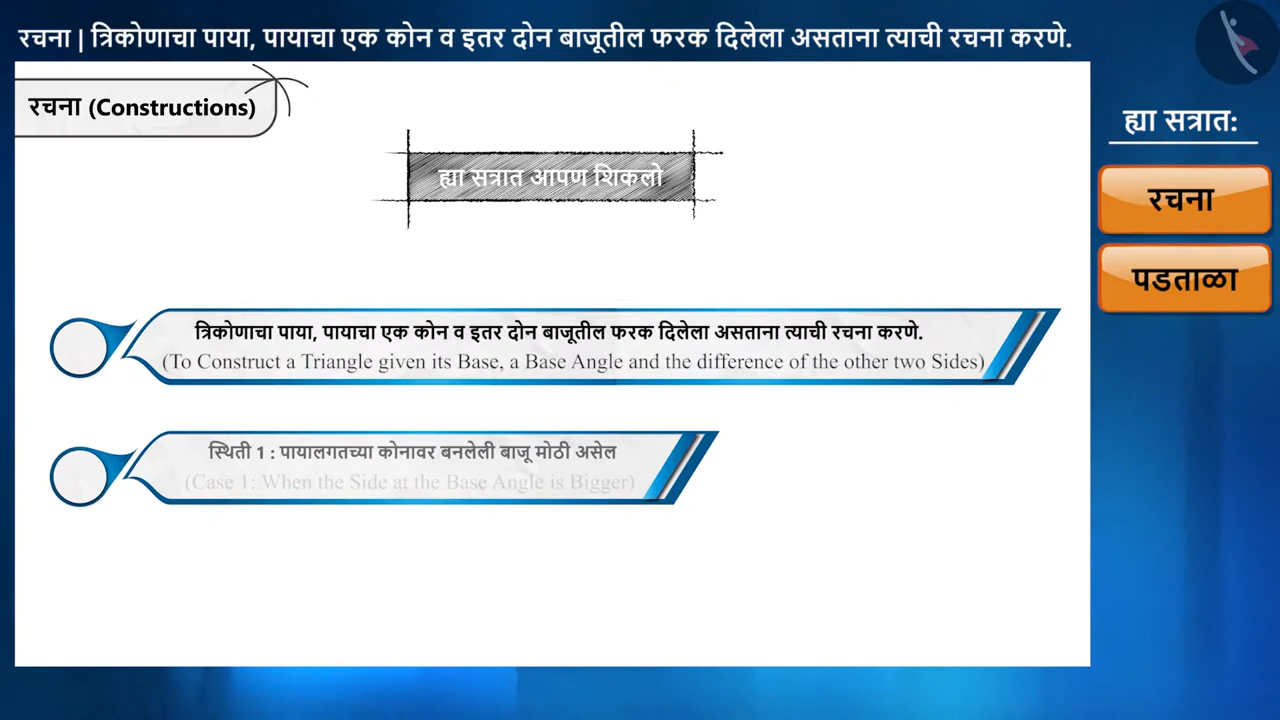 रचना | त्रिकोणाचा पाया, पायाचा एक कोन व इतर दोन बाजूतील फरक दिलेला असताना त्याची रचना करणे.
रचना (Constructions)
ह्या सत्रात आपण शिकलो
त्रिकोणाचा पाया, पायाचा एक कोन व इतर दोन बाजूतील फरक दिलेला असताना त्याची रचना करणे.
(To Construct a Triangle given its Base, a Base Angle and the difference of the other two Sides)
स्थिती 1 : पायालगतच्या कोनावर बनलेली बाजू मोठी असेल
(Case 1: When the Side at the Base Angle is Bigger)
ह्या सत्रात:
रचना
पडताळा